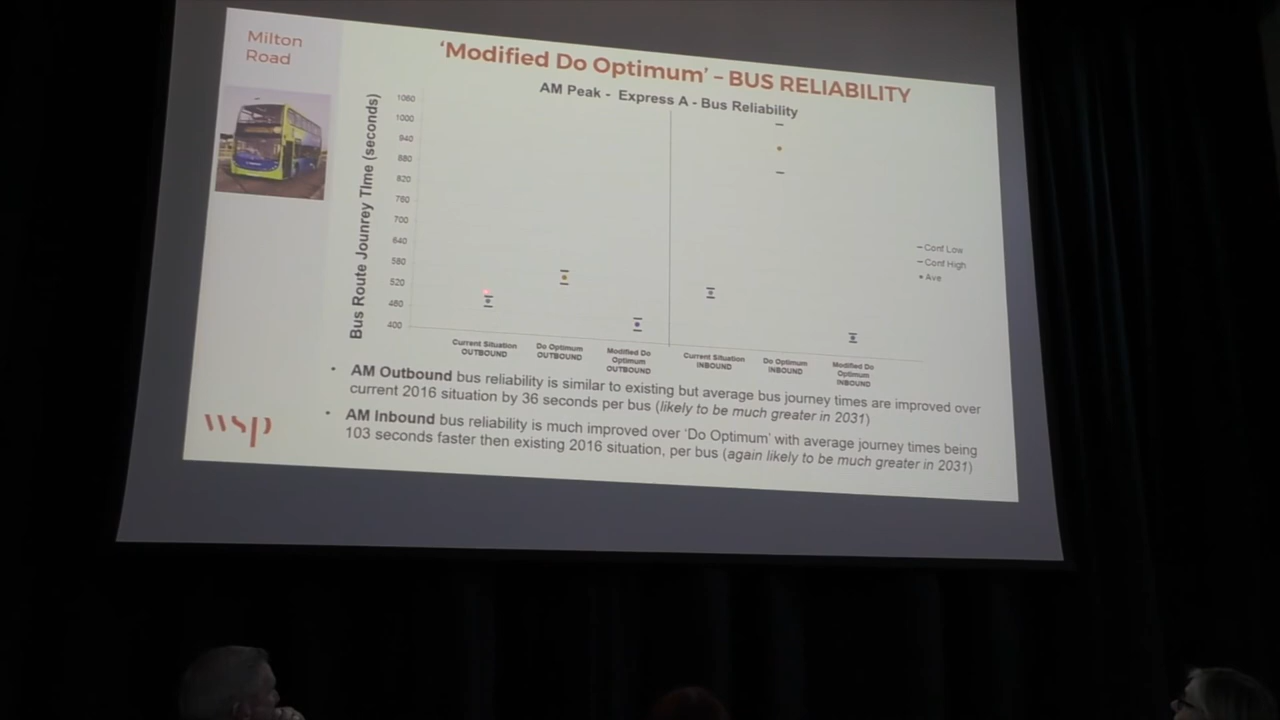 Milton
Road
'Modified Do Optimum' – BUS RELIABILITY
AM Peak - Express A - Bus Reliability
Bus Route Jounrey Time (seconds)
1060
1000
940
880
820
760
700
640
580
520
460
400
Current Situation
OUTBOUND
Do Optimum
OUTBOUND
Modified Do
Optimum
OUTBOUND
Current Situation
INBOUND
Do Optimum
INBOUND
Modified Do
Optimum
INBOUND
Conf Low
Conf High
Ave
• AM Outbound bus reliability is similar to existing but average bus journey times are improved over
current 2016 situation by 36 seconds per bus (likely to be much greater in 2031)
• AM Inbound bus reliability is much improved over 'Do Optimum' with average journey times being
103 seconds faster then existing 2016 situation, per bus (again likely to be much greater in 2031)
wsp